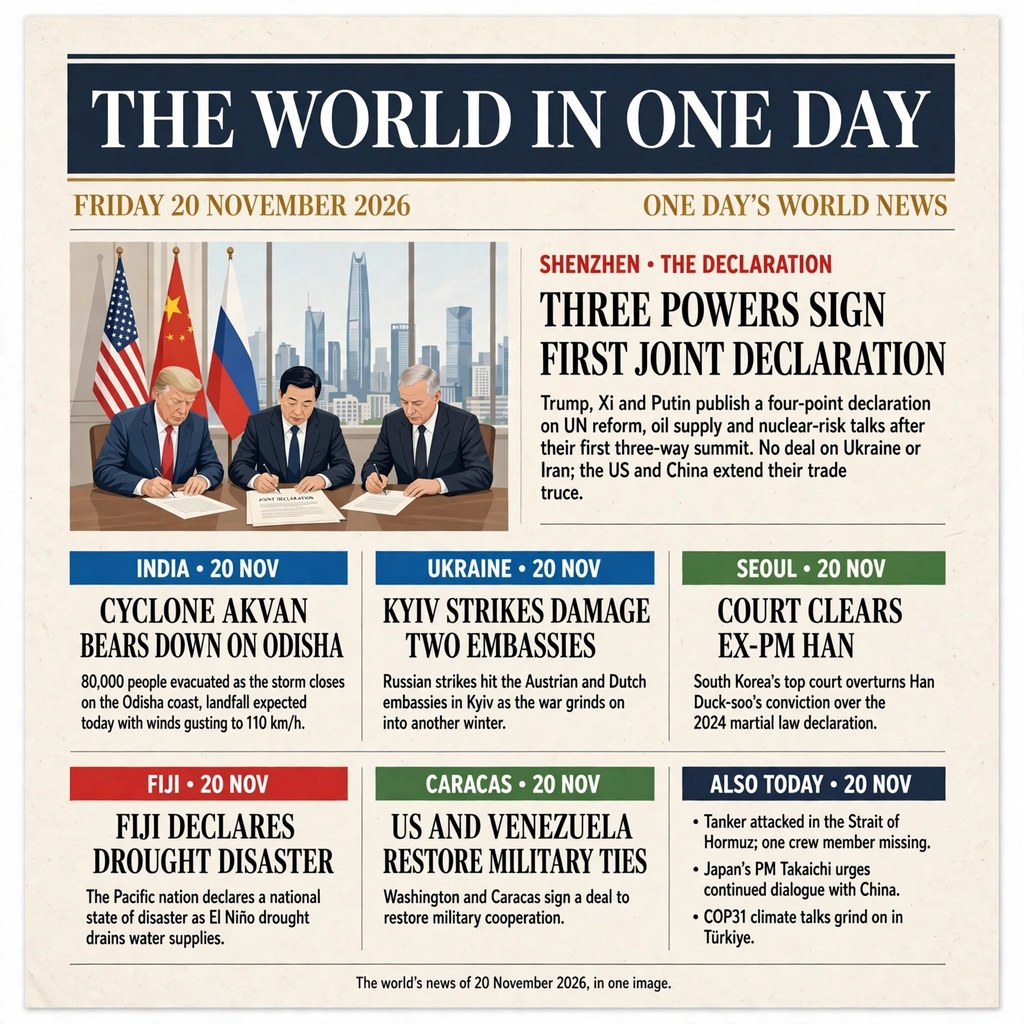 THE WORLD IN ONE DAY
FRIDAY 20 NOVEMBER 2026
ONE DAY'S WORLD NEWS
JOINT DECLARATION
SHENZHEN • THE DECLARATION
THREE POWERS SIGN
FIRST JOINT DECLARATION
Trump, Xi and Putin publish a four-point declaration
on UN reform, oil supply and nuclear-risk talks after
their first three-way summit. No deal on Ukraine or
Iran; the US and China extend their trade
truce.
INDIA • 20 NOV
CYCLONE AKVAN
BEARS DOWN ON ODISHA
80,000 people evacuated as the storm closes
on the Odisha coast, landfall expected
today with winds gusting to 110 km/h.
UKRAINE • 20 NOV
KYIV STRIKES DAMAGE
TWO EMBASSIES
Russian strikes hit the Austrian and Dutch
embassies in Kyiv as the war grinds on
into another winter.
SEOUL • 20 NOV
COURT CLEARS
EX-PM HAN
South Korea's top court overturns Han
Duck-soo's conviction over the
2024 martial law declaration.
FIJI • 20 NOV
FIJI DECLARES
DROUGHT DISASTER
The Pacific nation declares a national
state of disaster as El Niño drought
drains water supplies.
CARACAS • 20 NOV
US AND VENEZUELA
RESTORE MILITARY TIES
Washington and Caracas sign a deal to
restore military cooperation.
ALSO TODAY • 20 NOV
• Tanker attacked in the Strait of
Hormuz; one crew member missing.
• Japan's PM Takaichi urges
continued dialogue with China.
• COP31 climate talks grind on in
Türkiye.
The world's news of 20 November 2026, in one image.